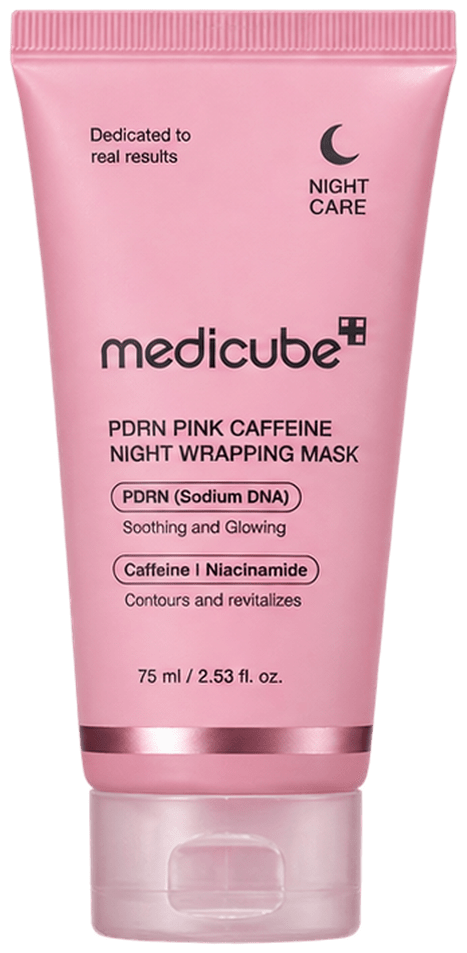 Dedicated to
real results
NIGHT
CARE
medicube
PDRN PINK CAFFEINE
NIGHT WRAPPING MASK
PDRN (Sodium DNA)
Soothing and Glowing
Caffeine | Niacinamide
Contours and revitalizes
75 ml / 2.53 fl. oz.